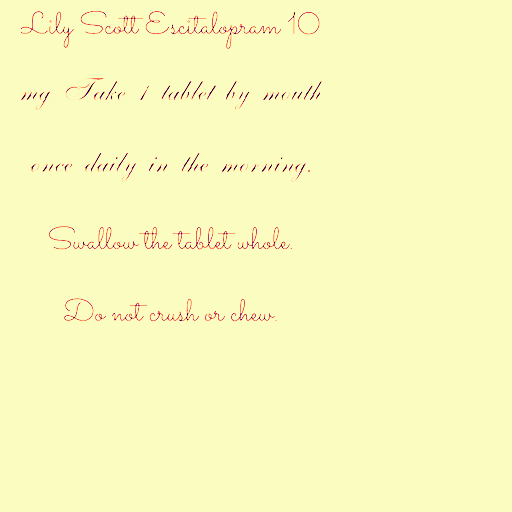 Lily Scott Escitalopram 10
mg Take 1 tablet by mouth
once daily in the morning.
Swallow the tablet whole.
Do not crush or chew.